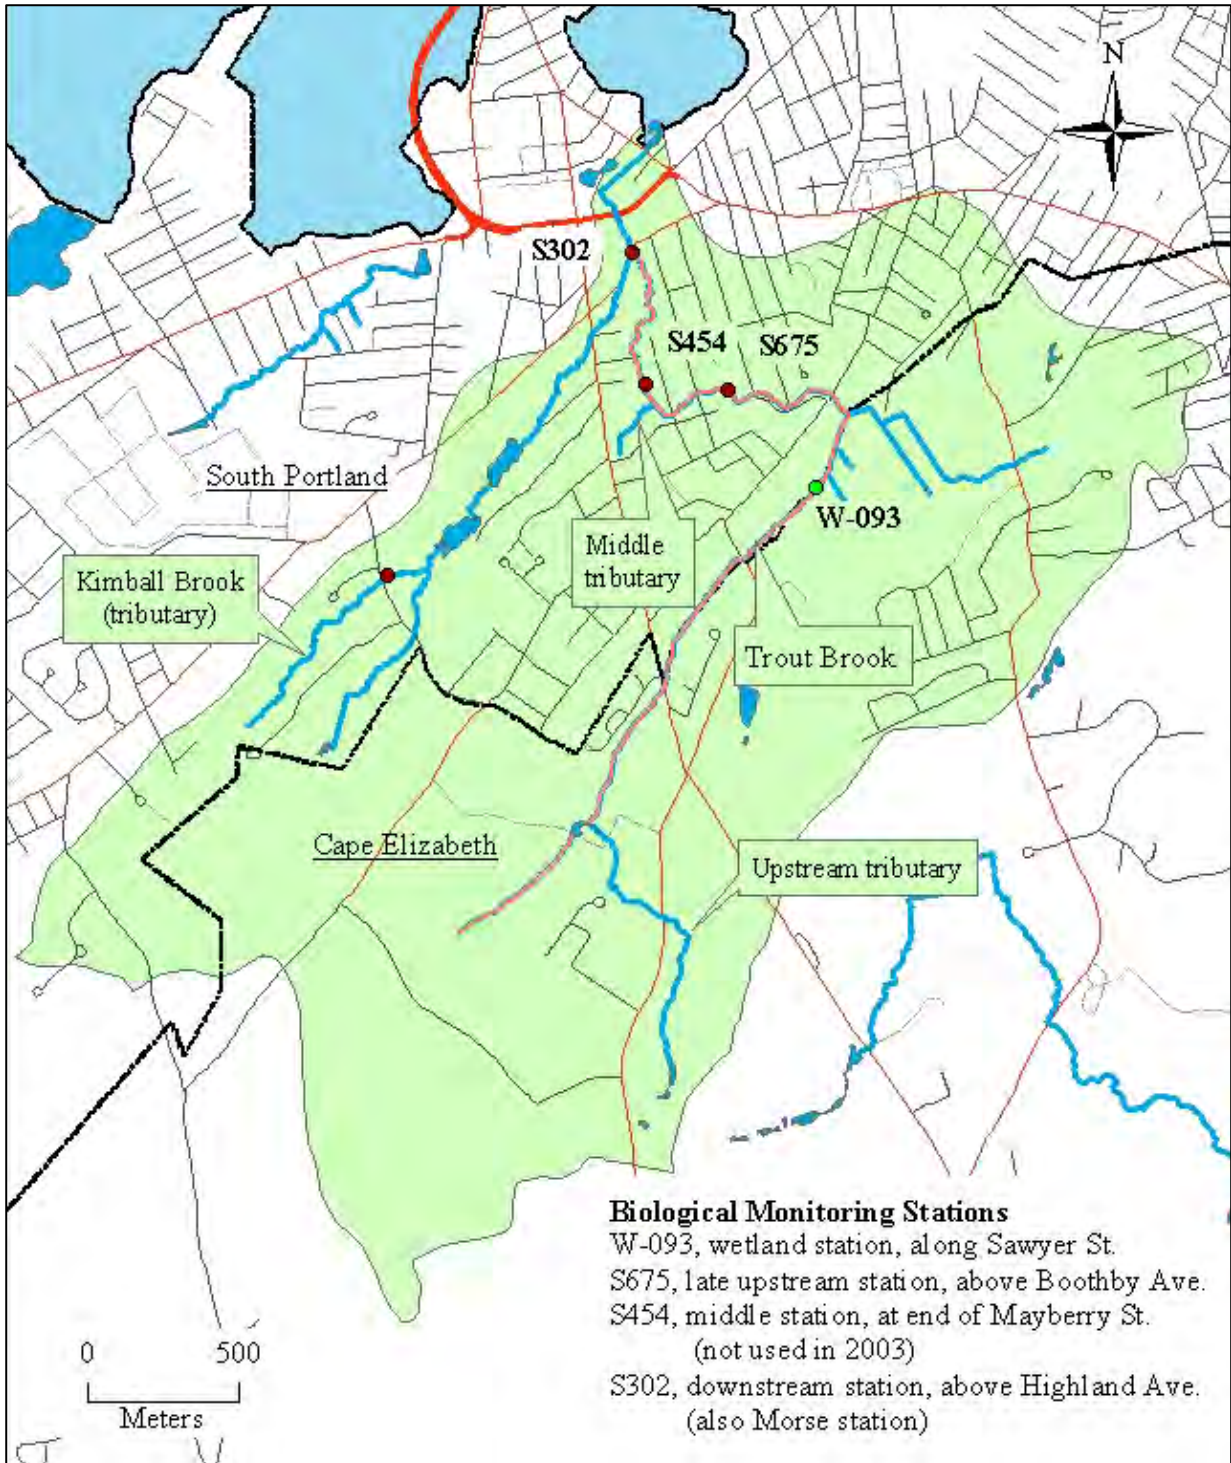 N
S302
S454
S675
South Portland
W-093
Middle
tributary
Kimball Brook
(tributary)
Trout Brook
Cape Elizabeth
Upstream tributary
Biological Monitoring Stations
W-093, wetland station, along Sawyer St.
S675, late upstream station, above Boothby Ave.
S454, middle station, at end of Mayberry St.
(not used in 2003)
S302, downstream station, above Highland Ave.
(also Morse station)
0 500
Meters